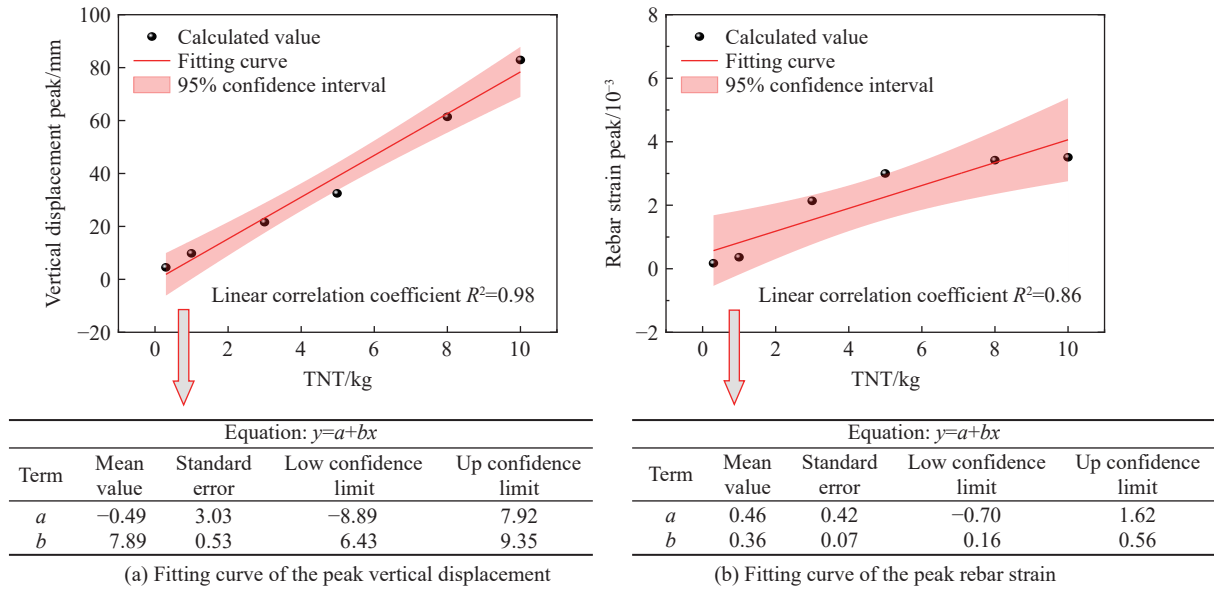 100
80
60
40
20
0
−20
Vertical displacement peak/mm
Calculated value
Fitting curve
95% confidence interval
Linear correlation coefficient R²=0.98
0 2 4 6 8 10
TNT/kg
Equation: y=a+bx
Term Mean value Standard error Low confidence limit Up confidence limit
a −0.49 3.03 −8.89 7.92
b 7.89 0.53 6.43 9.35
(a) Fitting curve of the peak vertical displacement
8
6
4
2
0
−2
Rebar strain peak/10⁻³
Calculated value
Fitting curve
95% confidence interval
Linear correlation coefficient R²=0.86
0 2 4 6 8 10
TNT/kg
Equation: y=a+bx
Term Mean value Standard error Low confidence limit Up confidence limit
a 0.46 0.42 −0.70 1.62
b 0.36 0.07 0.16 0.56
(b) Fitting curve of the peak rebar strain